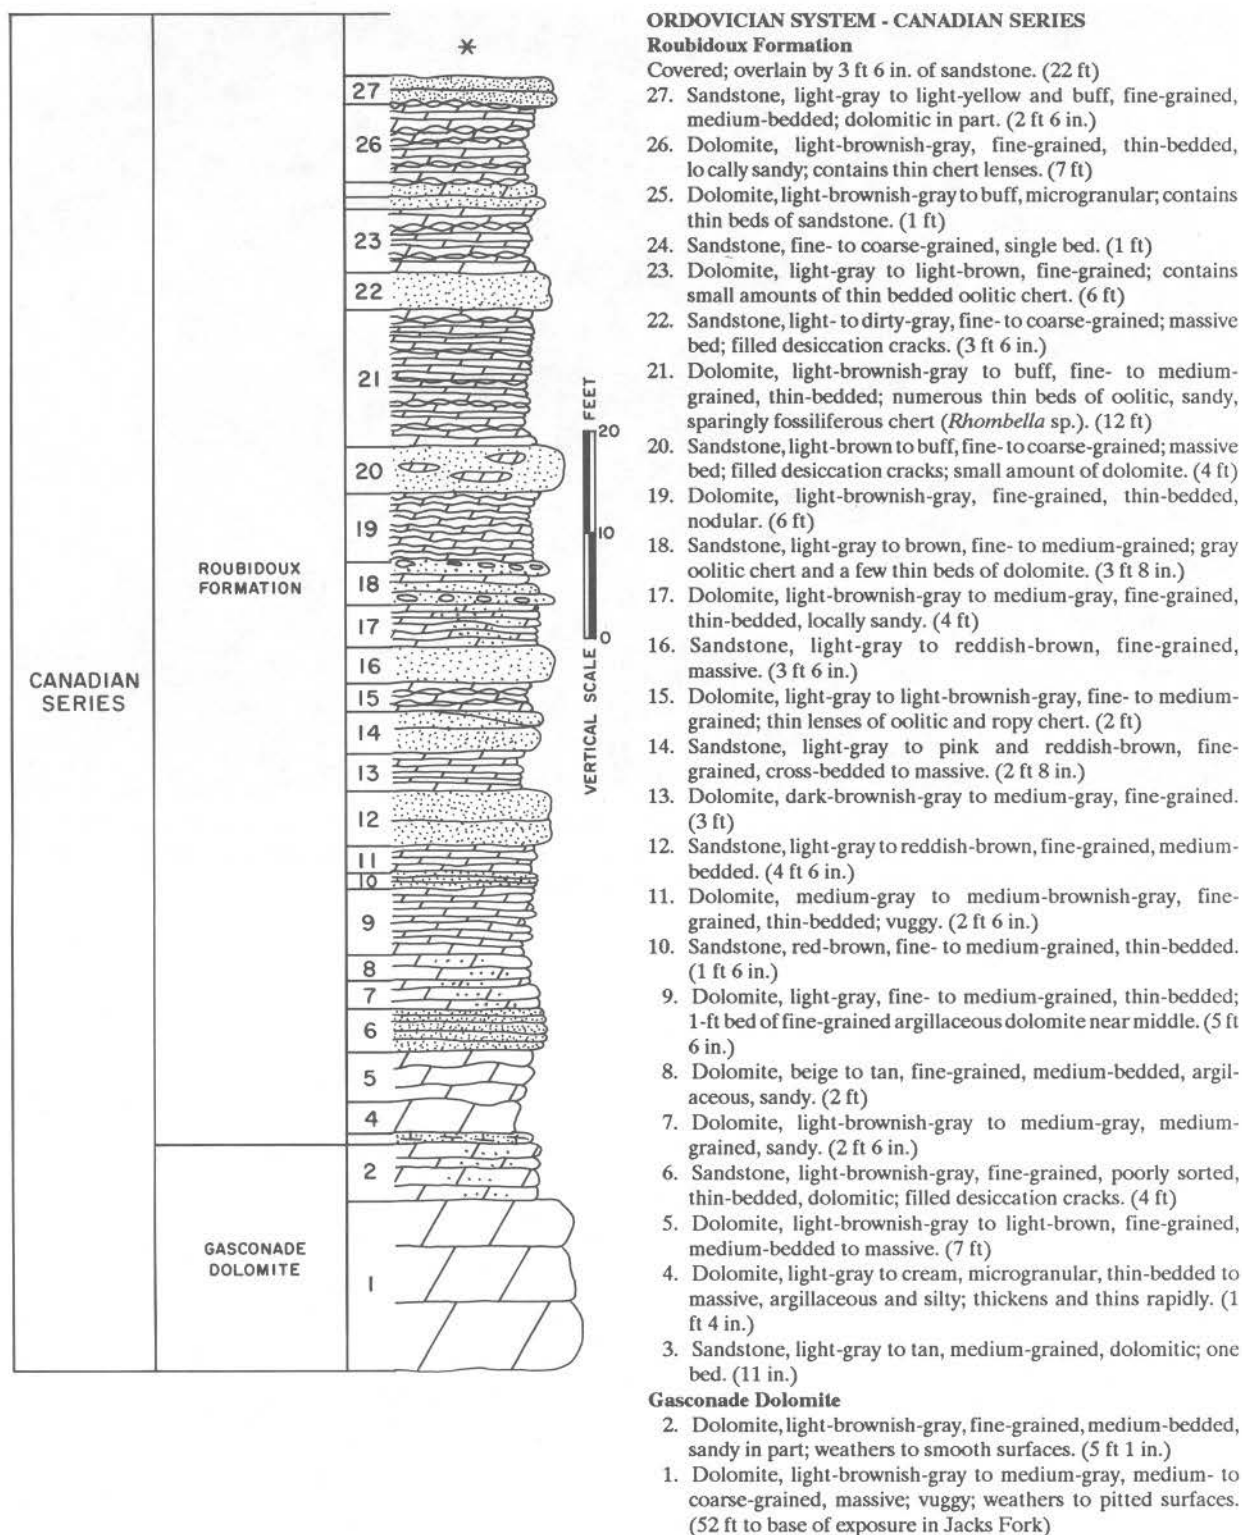 CANADIAN
SERIES
ROUBIDOUX
FORMATION
GASCONADE
DOLOMITE
*
27
26
23
22
21
20
19
18
17
16
15
14
13
12
11
10
9
8
7
6
5
4
2
1
VERTICAL SCALE
FEET
20
10
0
ORDOVICIAN SYSTEM - CANADIAN SERIES
Roubidoux Formation
Covered; overlain by 3 ft 6 in. of sandstone. (22 ft)
27. Sandstone, light-gray to light-yellow and buff, fine-grained,
medium-bedded; dolomitic in part. (2 ft 6 in.)
26. Dolomite, light-brownish-gray, fine-grained, thin-bedded,
locally sandy; contains thin chert lenses. (7 ft)
25. Dolomite, light-brownish-gray to buff, microgranular; contains
thin beds of sandstone. (1 ft)
24. Sandstone, fine- to coarse-grained, single bed. (1 ft)
23. Dolomite, light-gray to light-brown, fine-grained; contains
small amounts of thin bedded oolitic chert. (6 ft)
22. Sandstone, light- to dirty-gray, fine- to coarse-grained; massive
bed; filled desiccation cracks. (3 ft 6 in.)
21. Dolomite, light-brownish-gray to buff, fine- to medium-
grained, thin-bedded; numerous thin beds of oolitic, sandy,
sparingly fossiliferous chert (Rhombella sp.). (12 ft)
20. Sandstone, light-brown to buff, fine- to coarse-grained; massive
bed; filled desiccation cracks; small amount of dolomite. (4 ft)
19. Dolomite, light-brownish-gray, fine-grained, thin-bedded,
nodular. (6 ft)
18. Sandstone, light-gray to brown, fine- to medium-grained; gray
oolitic chert and a few thin beds of dolomite. (3 ft 8 in.)
17. Dolomite, light-brownish-gray to medium-gray, fine-grained,
thin-bedded, locally sandy. (4 ft)
16. Sandstone, light-gray to reddish-brown, fine-grained,
massive. (3 ft 6 in.)
15. Dolomite, light-gray to light-brownish-gray, fine- to medium-
grained; thin lenses of oolitic and ropy chert. (2 ft)
14. Sandstone, light-gray to pink and reddish-brown, fine-
grained, cross-bedded to massive. (2 ft 8 in.)
13. Dolomite, dark-brownish-gray to medium-gray, fine-grained.
(3 ft)
12. Sandstone, light-gray to reddish-brown, fine-grained, medium-
bedded. (4 ft 6 in.)
11. Dolomite, medium-gray to medium-brownish-gray, fine-
grained, thin-bedded; vuggy. (2 ft 6 in.)
10. Sandstone, red-brown, fine- to medium-grained, thin-bedded.
(1 ft 6 in.)
9. Dolomite, light-gray, fine- to medium-grained, thin-bedded;
1-ft bed of fine-grained argillaceous dolomite near middle. (5 ft
6 in.)
8. Dolomite, beige to tan, fine-grained, medium-bedded, argil-
aceous, sandy. (2 ft)
7. Dolomite, light-brownish-gray to medium-gray, medium-
grained, sandy. (2 ft 6 in.)
6. Sandstone, light-brownish-gray, fine-grained, poorly sorted,
thin-bedded, dolomitic; filled desiccation cracks. (4 ft)
5. Dolomite, light-brownish-gray to light-brown, fine-grained,
medium-bedded to massive. (7 ft)
4. Dolomite, light-gray to cream, microgranular, thin-bedded to
massive, argillaceous and silty; thickens and thins rapidly. (1
ft 4 in.)
3. Sandstone, light-gray to tan, medium-grained, dolomitic; one
bed. (11 in.)
Gasconade Dolomite
2. Dolomite, light-brownish-gray, fine-grained, medium-bedded,
sandy in part; weathers to smooth surfaces. (5 ft 1 in.)
1. Dolomite, light-brownish-gray to medium-gray, medium- to
coarse-grained, massive; vuggy; weathers to pitted surfaces.
(52 ft to base of exposure in Jacks Fork)